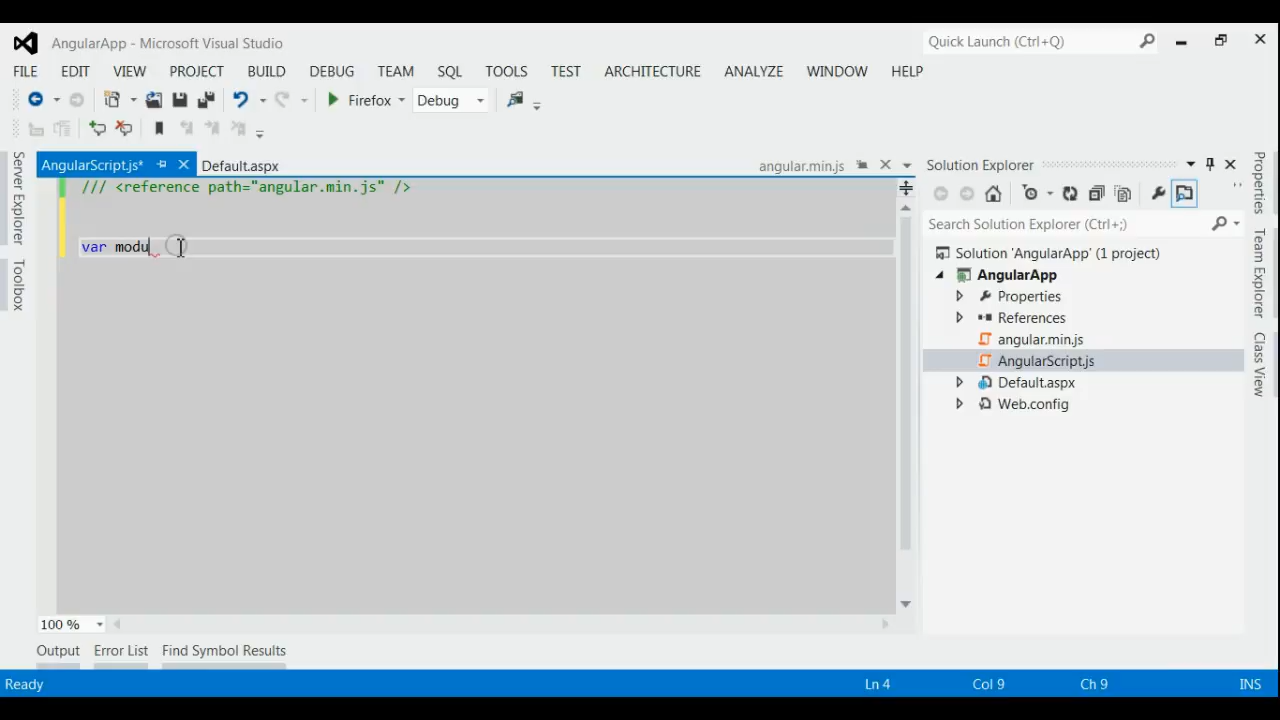 AngularApp - Microsoft Visual Studio
Quick Launch (Ctrl+Q)
FILE EDIT VIEW PROJECT BUILD DEBUG TEAM SQL TOOLS TEST ARCHITECTURE ANALYZE WINDOW HELP
Firefox Debug
AngularScript.js* Default.aspx angular.min.js
/// <reference path="angular.min.js" />
var modu
100 %
Server Explorer
Toolbox
Solution Explorer
Search Solution Explorer (Ctrl+;)
Solution 'AngularApp' (1 project)
AngularApp
Properties
References
angular.min.js
AngularScript.js
Default.aspx
Web.config
Properties
Team Explorer
Class View
Output Error List Find Symbol Results
Ready Ln 4 Col 9 Ch 9 INS